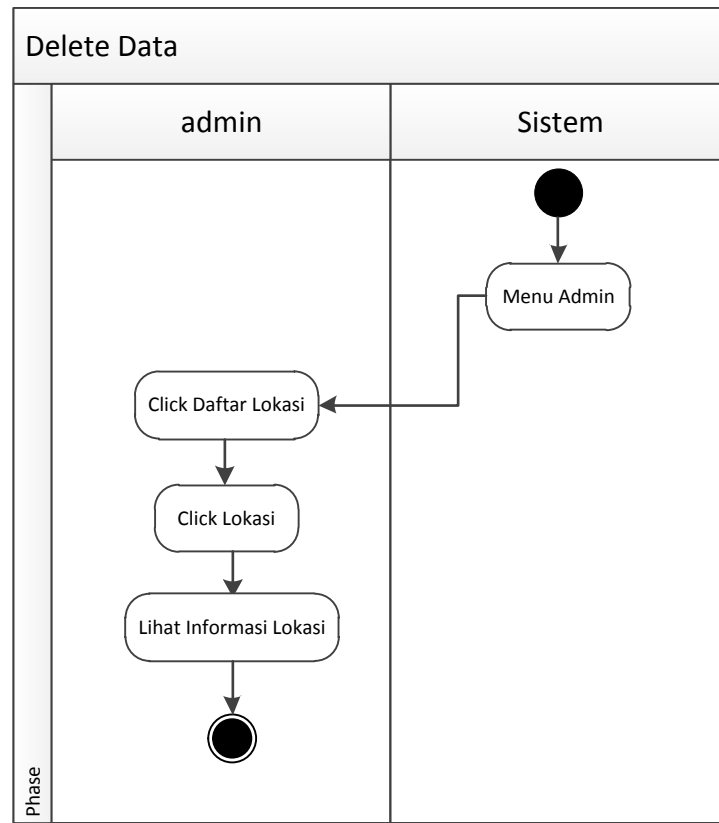 Delete Data
admin
Sistem
Menu Admin
Click Daftar Lokasi
Click Lokasi
Lihat Informasi Lokasi
Phase